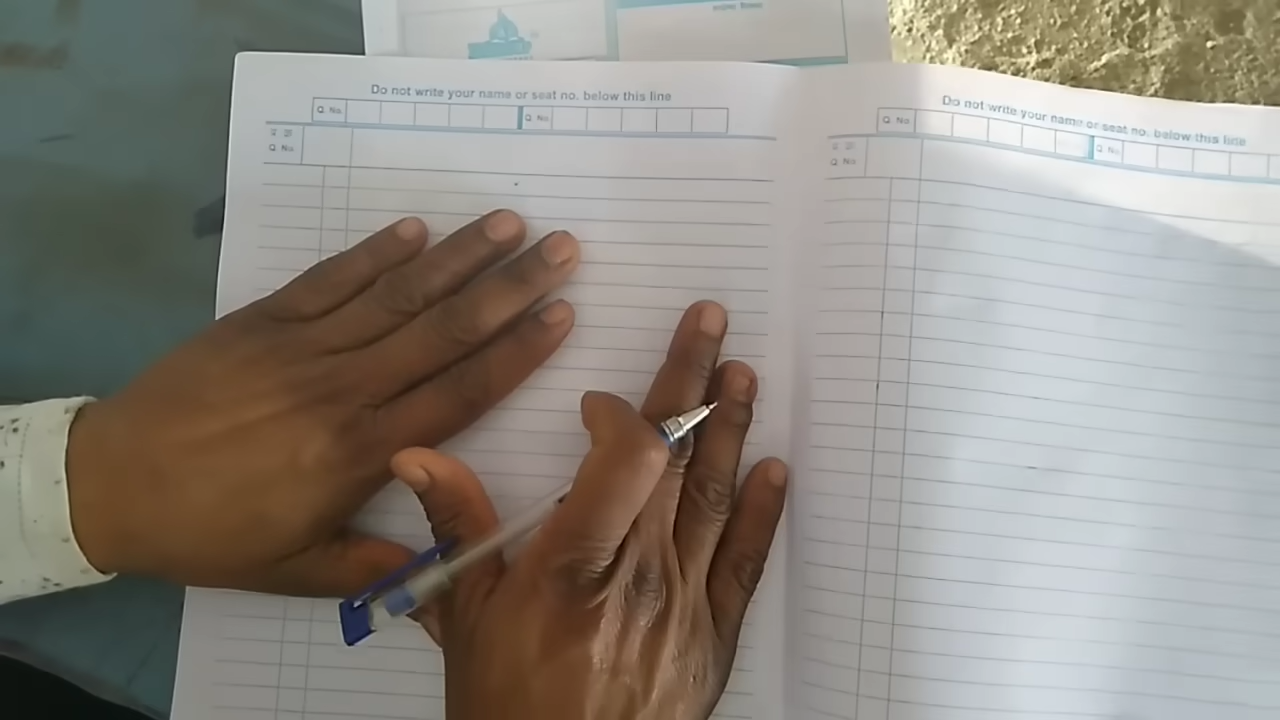 Do not write your name or seat no. below this line
Q. No. Q. No.
Q. No.
Do not write your name or seat no. below this line
Q. No. Q. No.
Q. No.